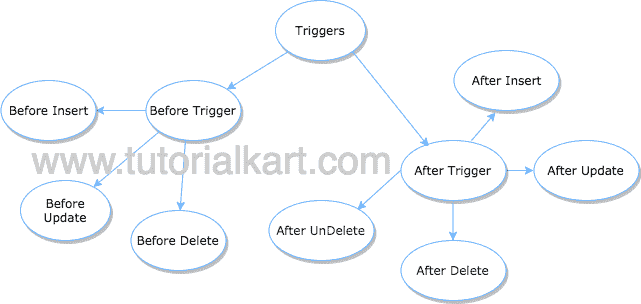 Triggers
After Insert
Before Insert
Before Trigger
www.tutorialkart.com
After Trigger
After Update
Before
Update
Before Delete
After UnDelete
After Delete